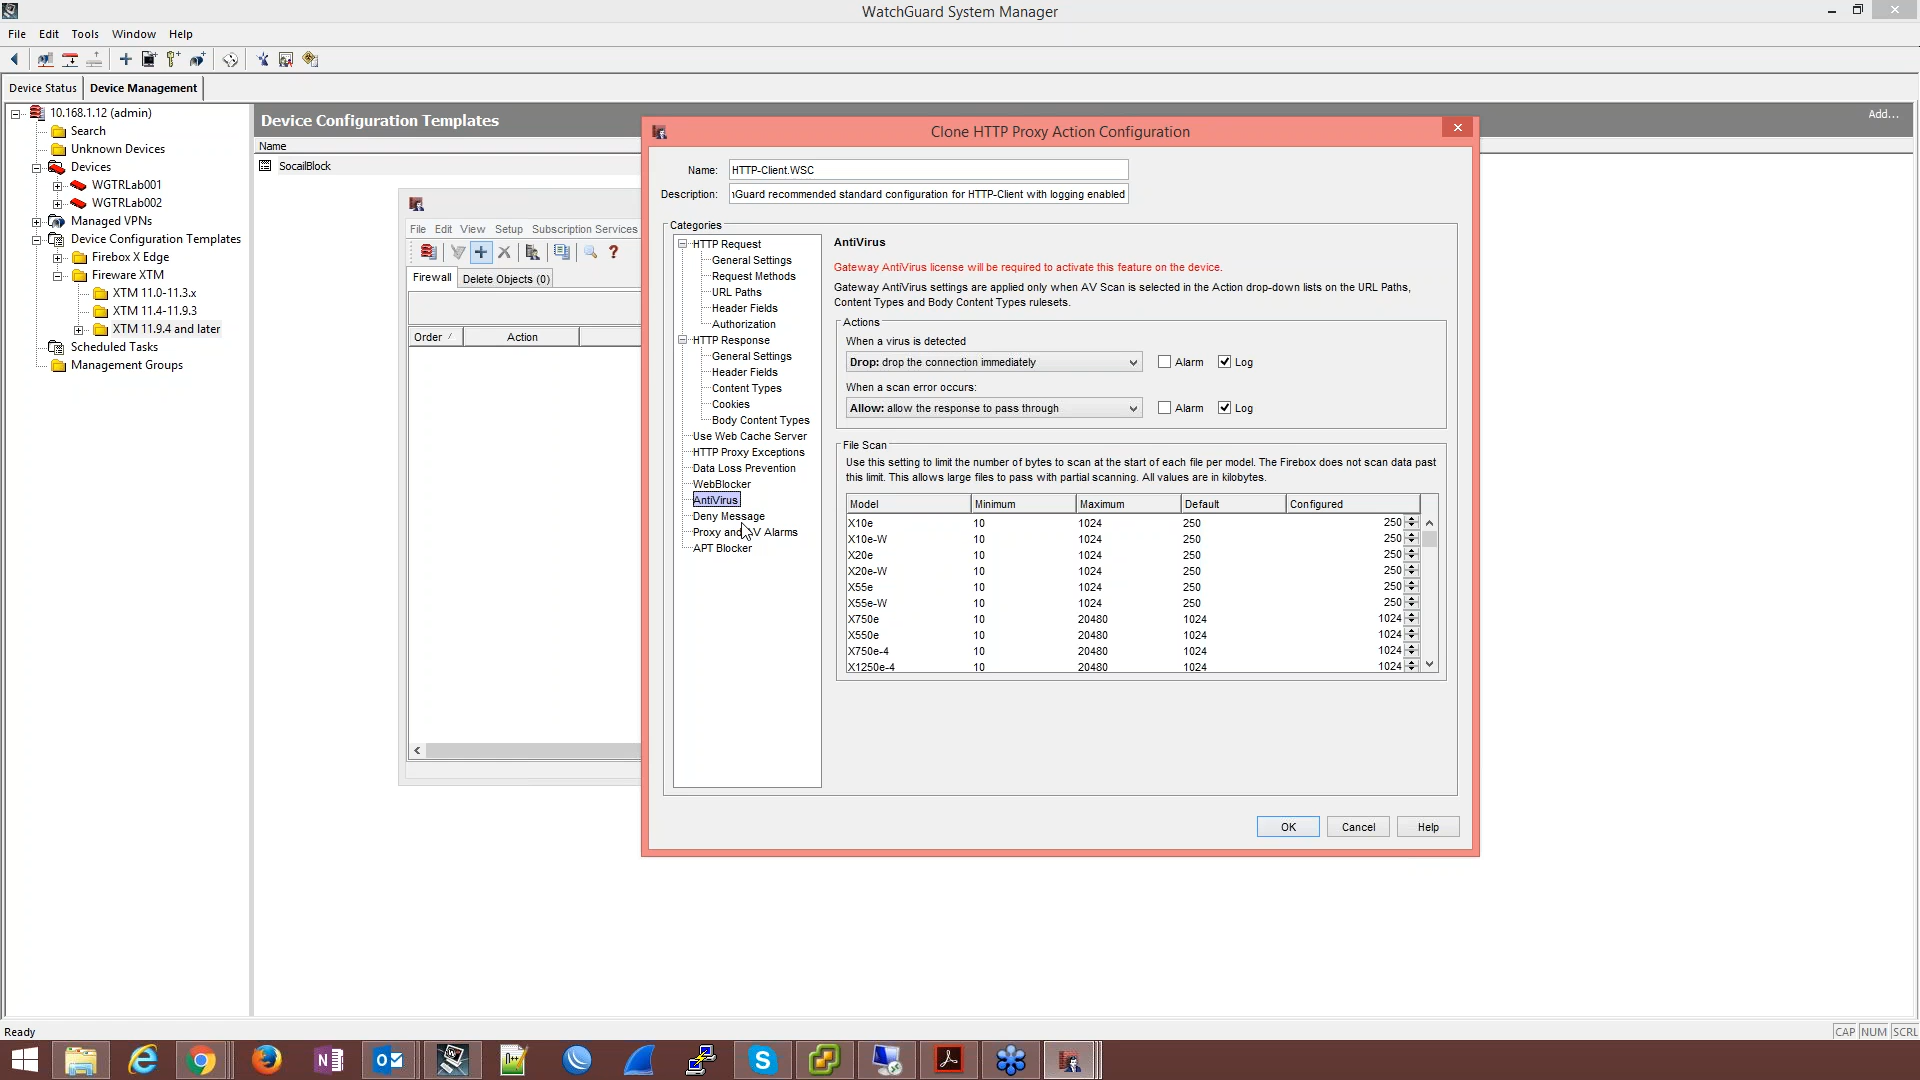 WatchGuard System Manager
File Edit Tools Window Help
Device Status Device Management
10.168.1.12 (admin)
Search
Unknown Devices
Devices
WGTRLab001
WGTRLab002
Managed VPNs
Device Configuration Templates
Firebox X Edge
Fireware XTM
XTM 11.0-11.3.x
XTM 11.4-11.9.3
XTM 11.9.4 and later
Scheduled Tasks
Management Groups
Device Configuration Templates
Add...
Name
SocailBlock
File Edit View Setup Subscription Services
Firewall Delete Objects (0)
Order Action
Clone HTTP Proxy Action Configuration
Name: HTTP-Client.WSC
Description: Guard recommended standard configuration for HTTP-Client with logging enabled
Categories
HTTP Request
General Settings
Request Methods
URL Paths
Header Fields
Authorization
HTTP Response
General Settings
Header Fields
Content Types
Cookies
Body Content Types
Use Web Cache Server
HTTP Proxy Exceptions
Data Loss Prevention
WebBlocker
AntiVirus
Deny Message
Proxy and AV Alarms
APT Blocker
AntiVirus
Gateway AntiVirus license will be required to activate this feature on the device.
Gateway AntiVirus settings are applied only when AV Scan is selected in the Action drop-down lists on the URL Paths,
Content Types and Body Content Types rulesets.
Actions
When a virus is detected
Drop: drop the connection immediately Alarm Log
When a scan error occurs:
Allow: allow the response to pass through Alarm Log
File Scan
Use this setting to limit the number of bytes to scan at the start of each file per model. The Firebox does not scan data past
this limit. This allows large files to pass with partial scanning. All values are in kilobytes.
Model Minimum Maximum Default Configured
X10e 10 1024 250 250
X10e-W 10 1024 250 250
X20e 10 1024 250 250
X20e-W 10 1024 250 250
X55e 10 1024 250 250
X55e-W 10 1024 250 250
X750e 10 20480 1024 1024
X550e 10 20480 1024 1024
X750e-4 10 20480 1024 1024
X1250e-4 10 20480 1024 1024
OK Cancel Help
Ready
CAP NUM SCRL